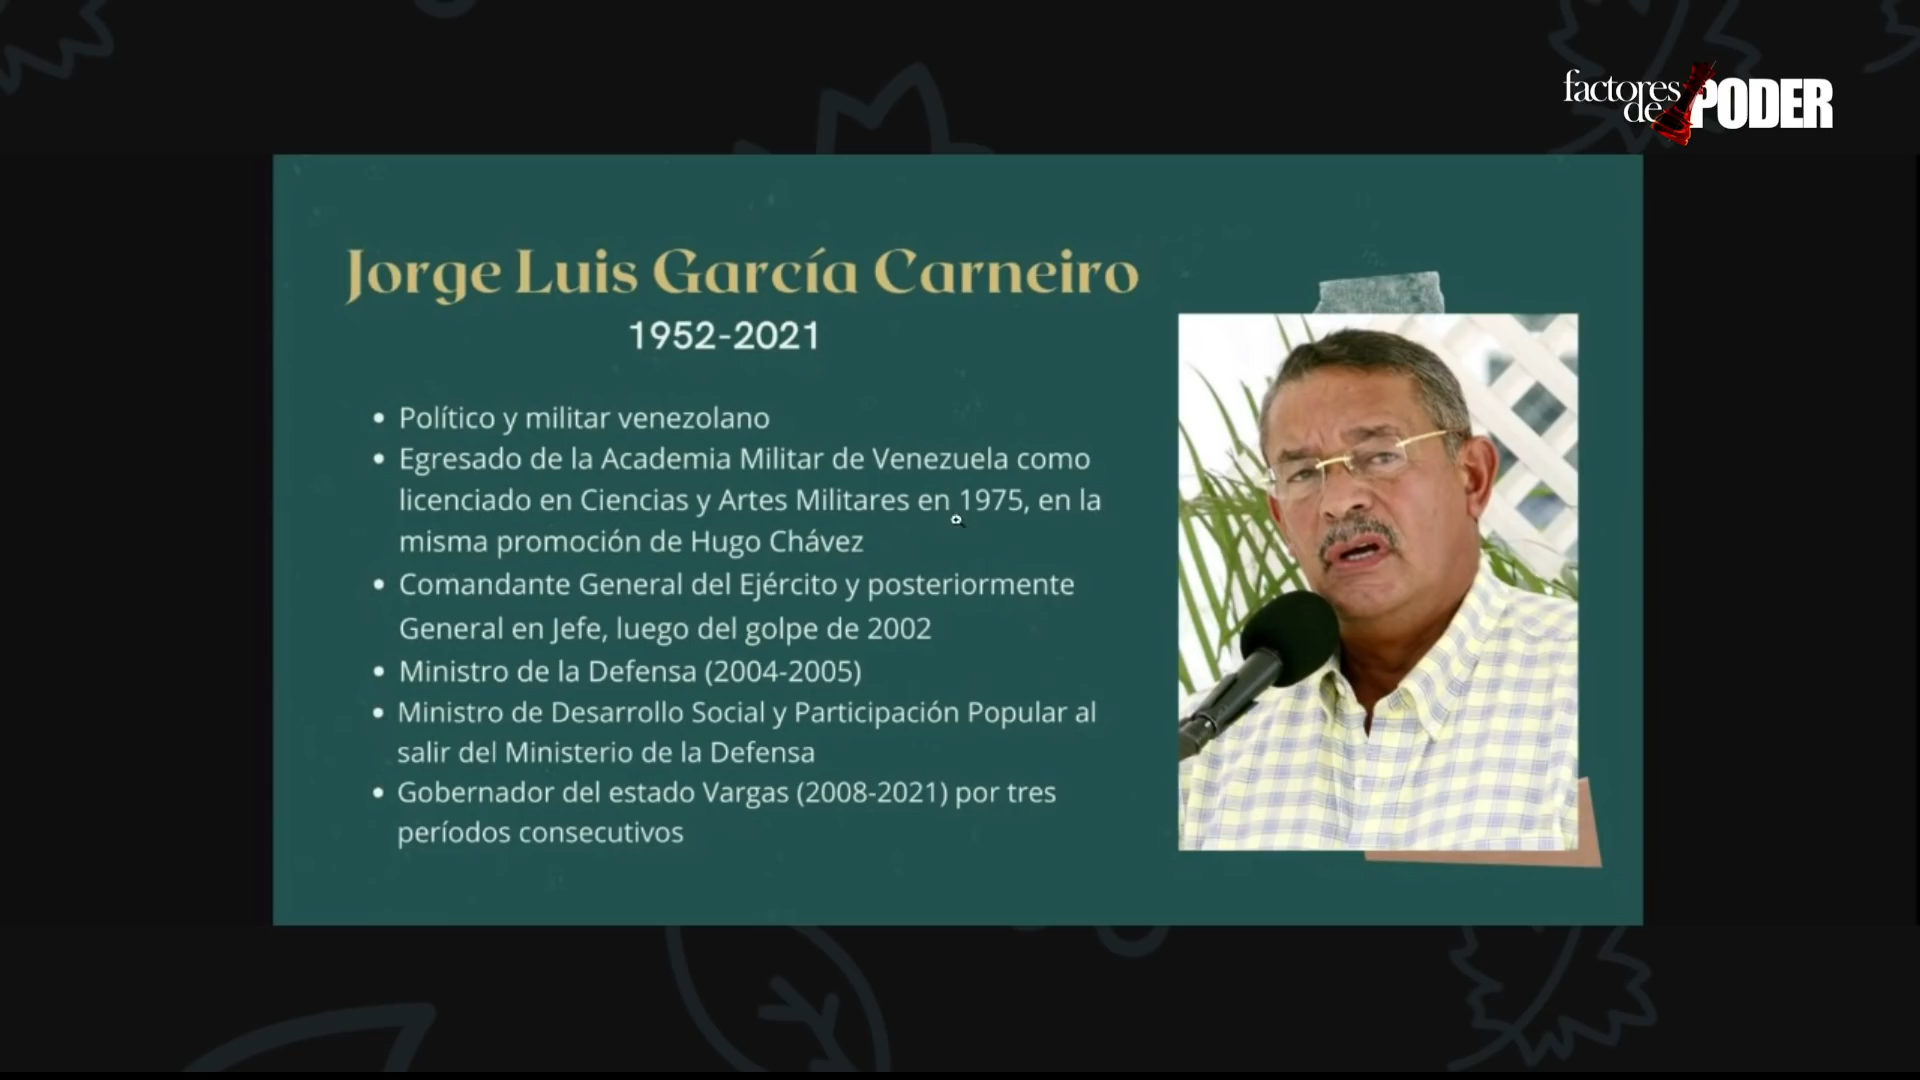 factores
de PODER
Jorge Luis García Carneiro
1952-2021
• Político y militar venezolano
• Egresado de la Academia Militar de Venezuela como
licenciado en Ciencias y Artes Militares en 1975, en la
misma promoción de Hugo Chávez
• Comandante General del Ejército y posteriormente
General en Jefe, luego del golpe de 2002
• Ministro de la Defensa (2004-2005)
• Ministro de Desarrollo Social y Participación Popular al
salir del Ministerio de la Defensa
• Gobernador del estado Vargas (2008-2021) por tres
períodos consecutivos